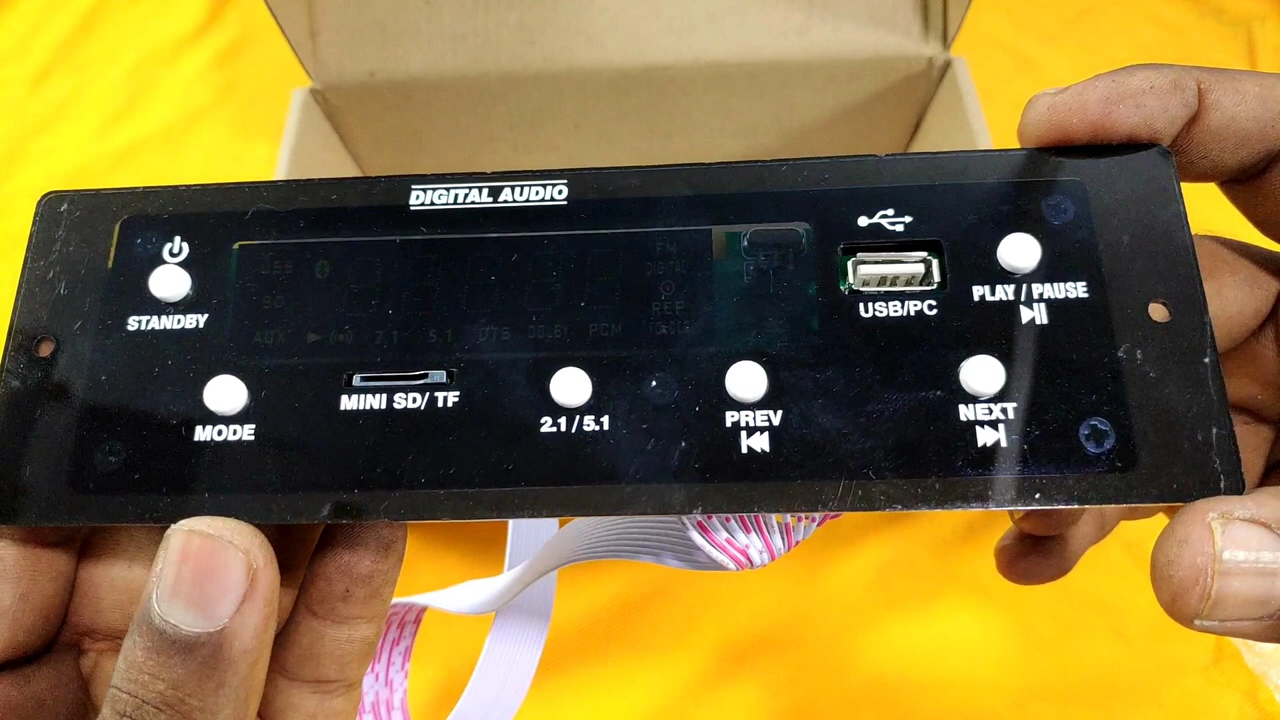 DIGITAL AUDIO
STANDBY
USB/PC
PLAY / PAUSE
USB
FM
DIGITAL
SD
REP
AUX 7.1 5.1 DTS DOLBY PCM
MODE
MINI SD/ TF
2.1 / 5.1
PREV
NEXT